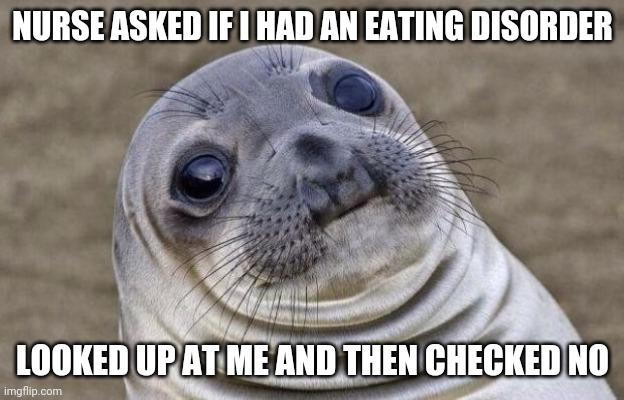 NURSE ASKED IF I HAD AN EATING DISORDER
LOOKED UP AT ME AND THEN CHECKED NO
imgflip.com